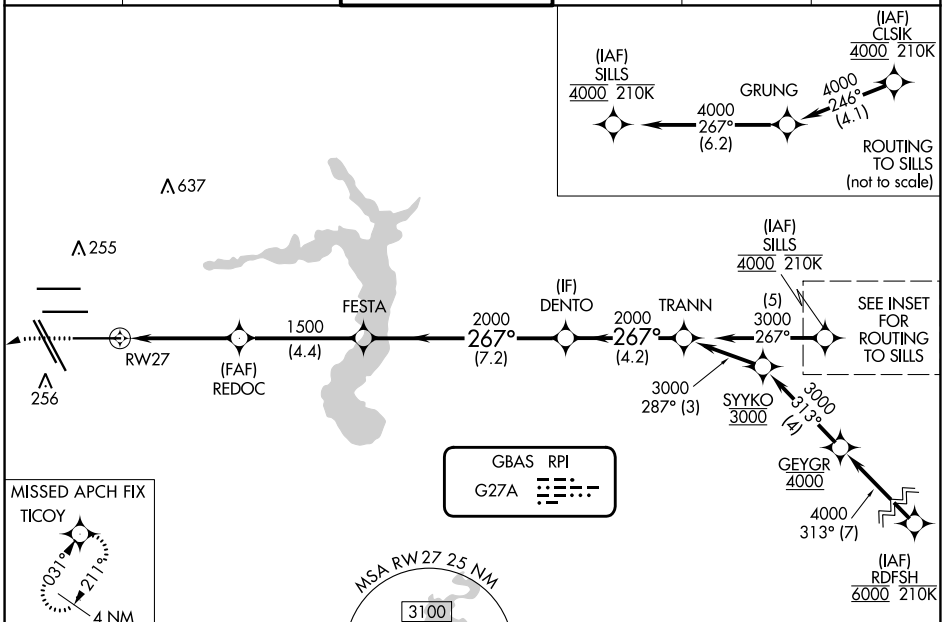 (IAF)
CLSIK
4000 210K
(IAF)
SILLS
4000 210K
GRUNG
4000
246°
(4.1)
4000
267°
(6.2)
ROUTING
TO SILLS
(not to scale)
637
255
256
(IAF)
SILLS
4000 210K
SEE INSET
FOR
ROUTING
TO SILLS
(5)
3000
267°
TRANN
(IF)
DENTO
2000
267°
(4.2)
FESTA
2000
267°
(7.2)
1500
(4.4)
RW27
(FAF)
REDOC
3000
287° (3)
SYYKO
3000
3000
313°
(4)
GEYGR
4000
4000
313° (7)
(IAF)
RDFSH
6000 210K
GBAS RPI
G27A
MISSED APCH FIX
TICOY
031°
211°
4 NM
MSA RW27 25 NM
3100